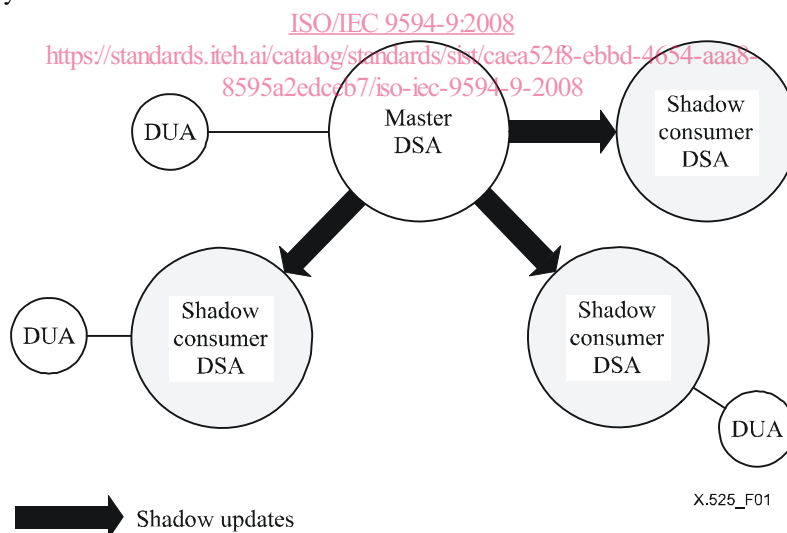 ISO/IEC 9594-9:2008
https://standards.iteh.ai/catalog/standards/sist/caea52f8-ebbd-4654-aaa8-
8595a2edceb7/iso-iec-9594-9-2008
DUA
Master
DSA
Shadow
consumer
DSA
DUA
Shadow
consumer
DSA
Shadow
consumer
DSA
DUA
X.525_F01
Shadow updates